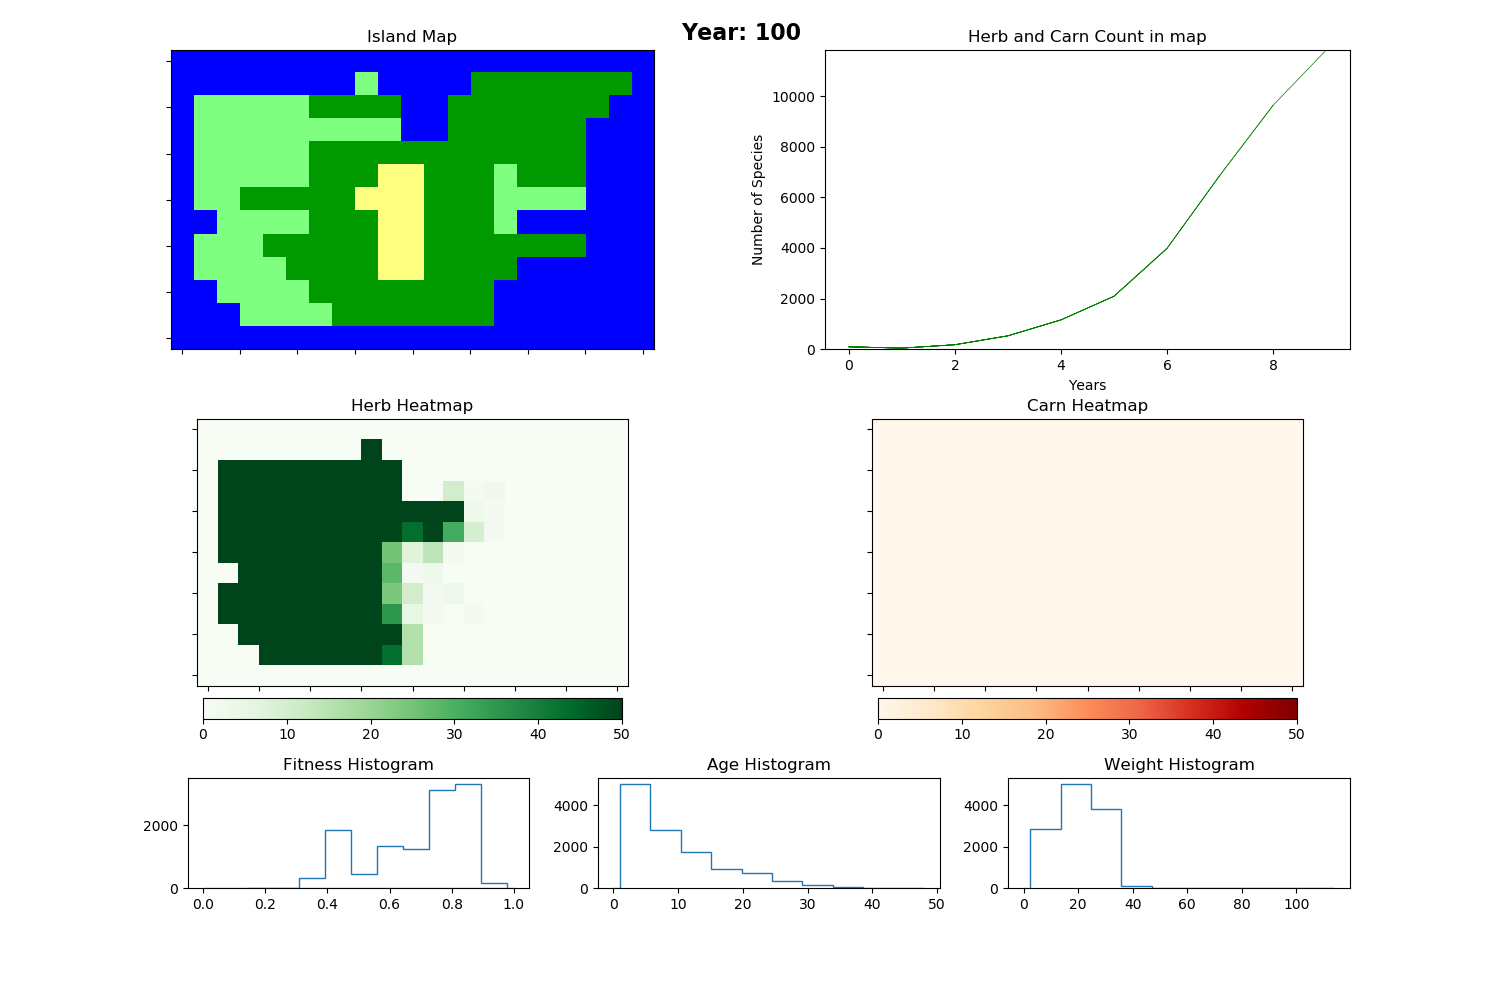 Year: 100
Island Map
Herb and Carn Count in map
Number of Species
10000
8000
6000
4000
2000
0
0 2 4 6 8
Years
Herb Heatmap
Carn Heatmap
0 10 20 30 40 50
0 10 20 30 40 50
Fitness Histogram
2000
0
0.0 0.2 0.4 0.6 0.8 1.0
Age Histogram
4000
2000
0
0 10 20 30 40 50
Weight Histogram
4000
2000
0
0 20 40 60 80 100